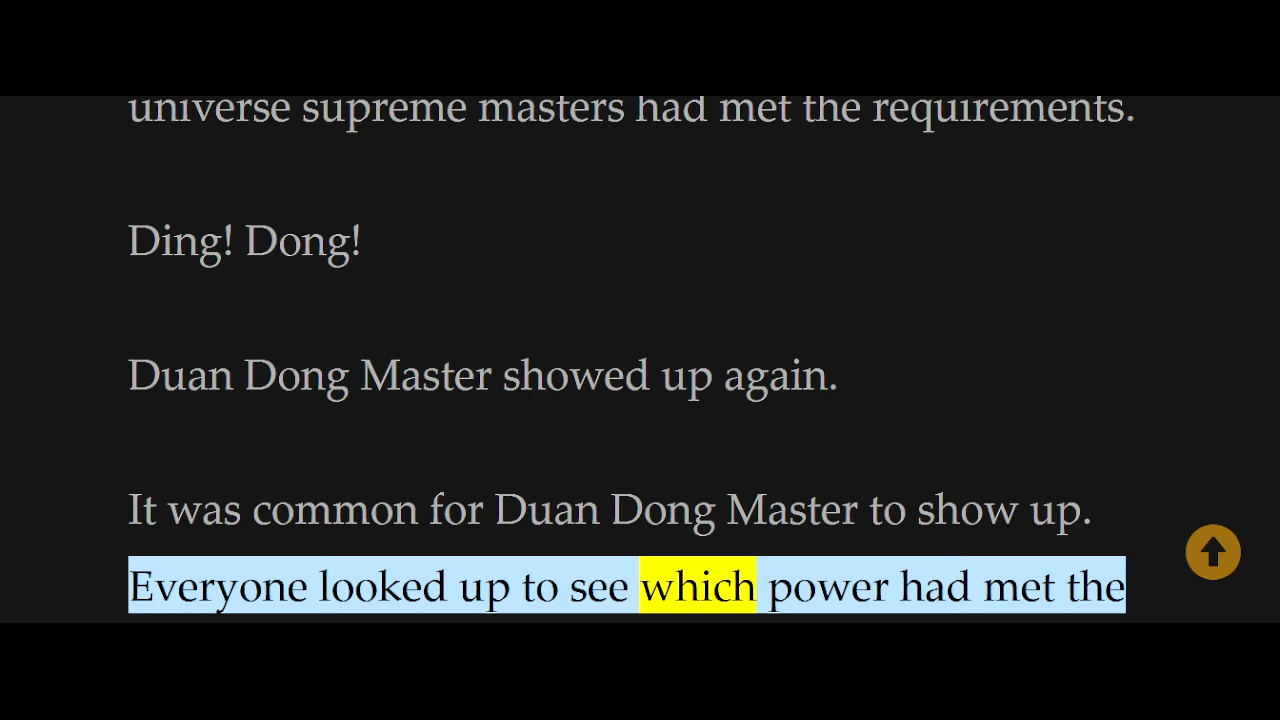 universe supreme masters had met the requirements.
Ding! Dong!
Duan Dong Master showed up again.
It was common for Duan Dong Master to show up.
Everyone looked up to see which power had met the